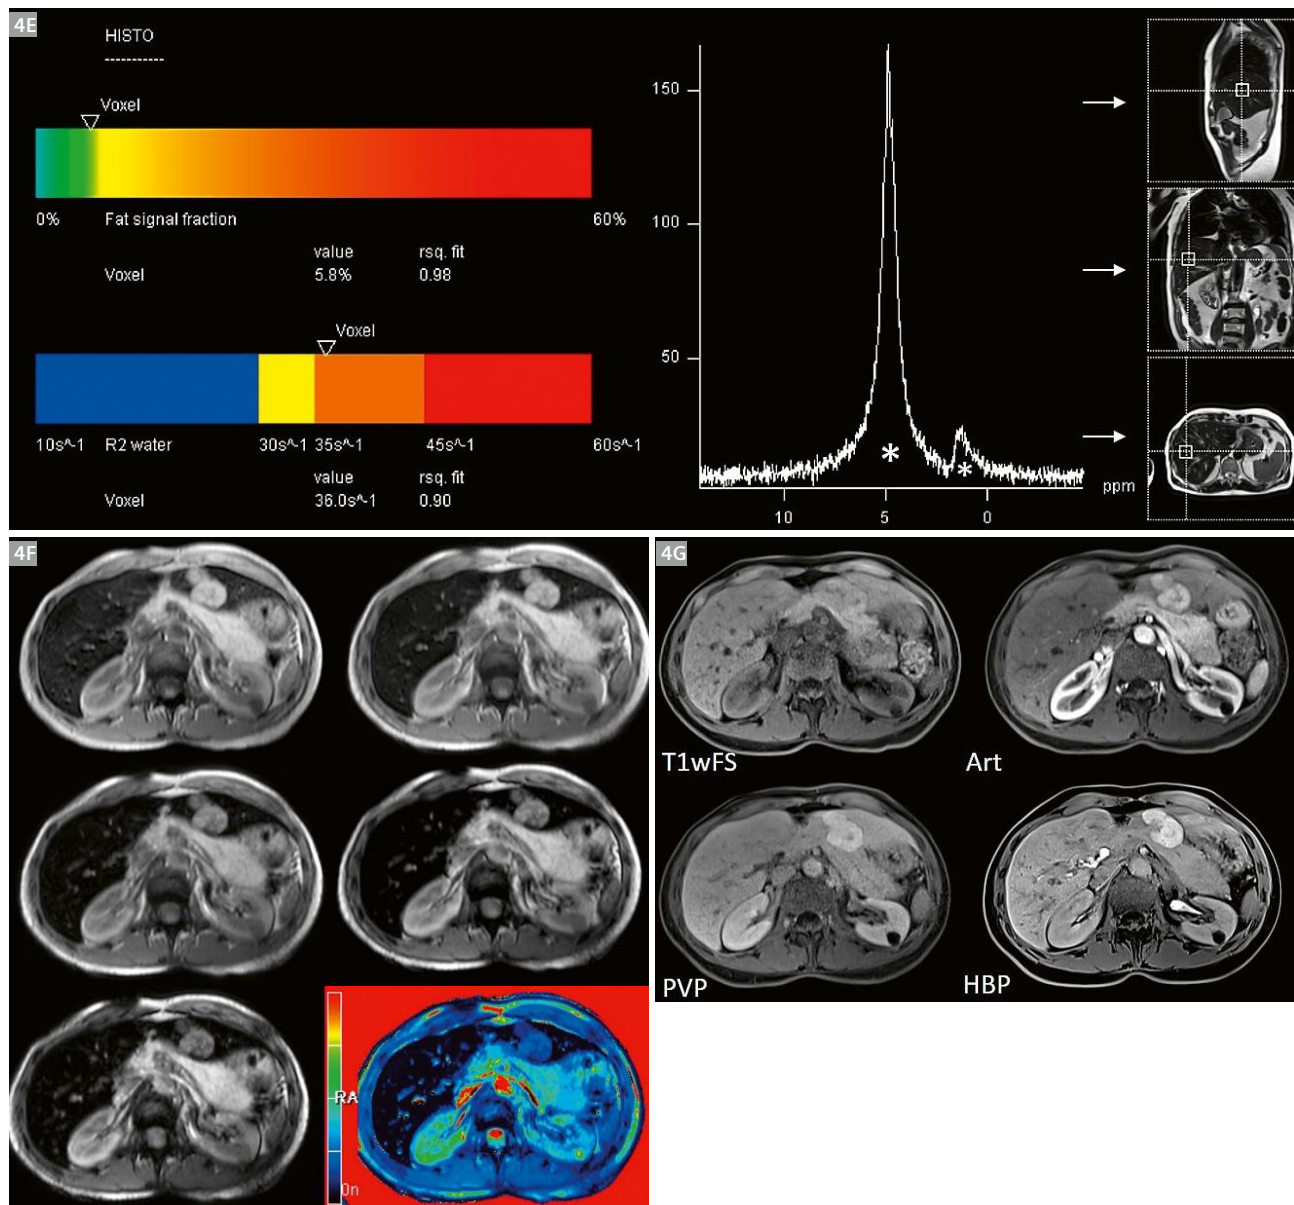 4E
HISTO
-----------
Voxel
0% Fat signal fraction 60%
value rsq. fit
Voxel 5.8% 0.98
Voxel
10s^-1 R2 water 30s^-1 35s^-1 45s^-1 60s^-1
value rsq. fit
Voxel 36.0s^-1 0.90
150
100
50
* *
10 5 0 ppm
4F
RA
0n
4G
T1wFS
Art
PVP
HBP